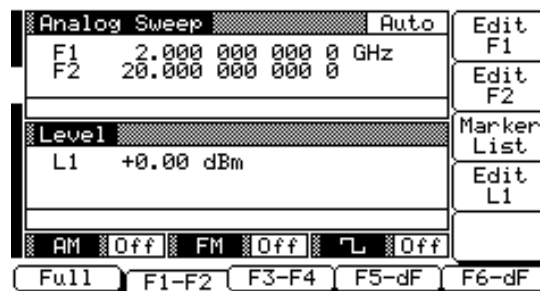 Analog Sweep Auto
F1 2.000 000 000 0 GHz
F2 20.000 000 000 0
Level
L1 +0.00 dBm
AM Off FM Off Off
Edit F1
Edit F2
Marker List
Edit L1
Full F1-F2 F3-F4 F5-dF F6-dF